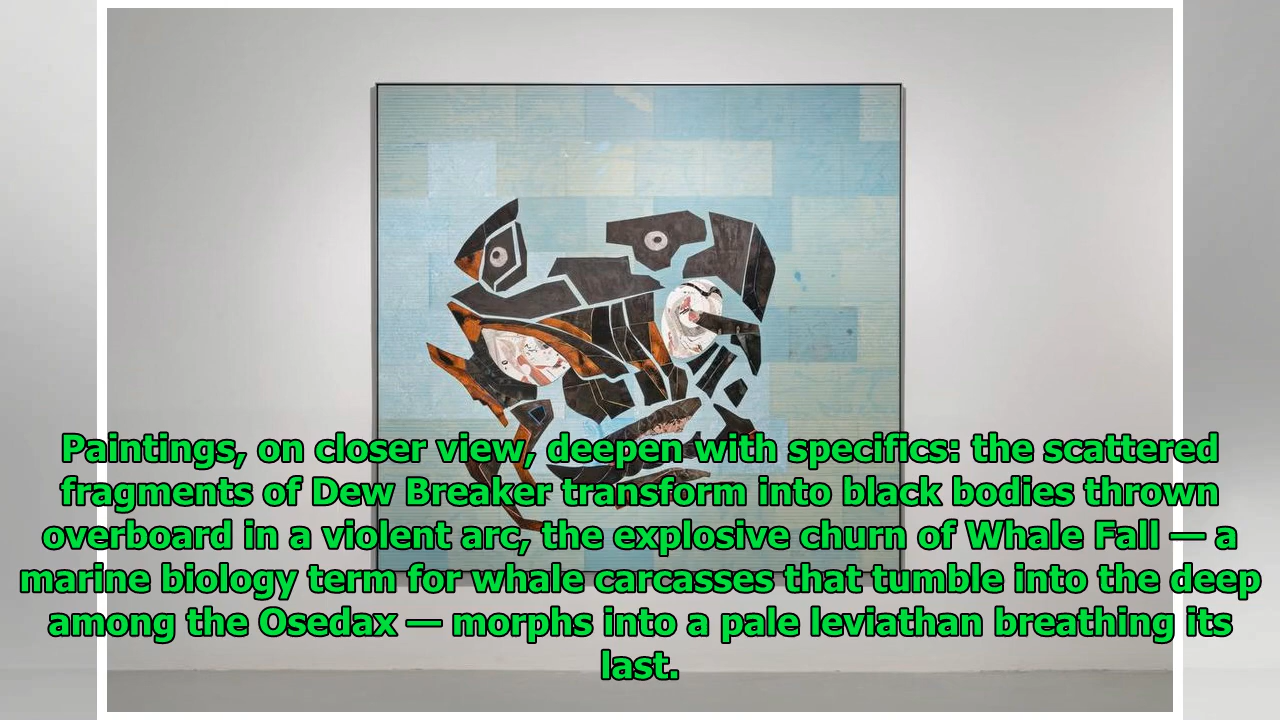 Paintings, on closer view, deepen with specifics: the scattered
fragments of Dew Breaker transform into black bodies thrown
overboard in a violent arc, the explosive churn of Whale Fall — a
marine biology term for whale carcasses that tumble into the deep
among the Osedax — morphs into a pale leviathan breathing its
last.